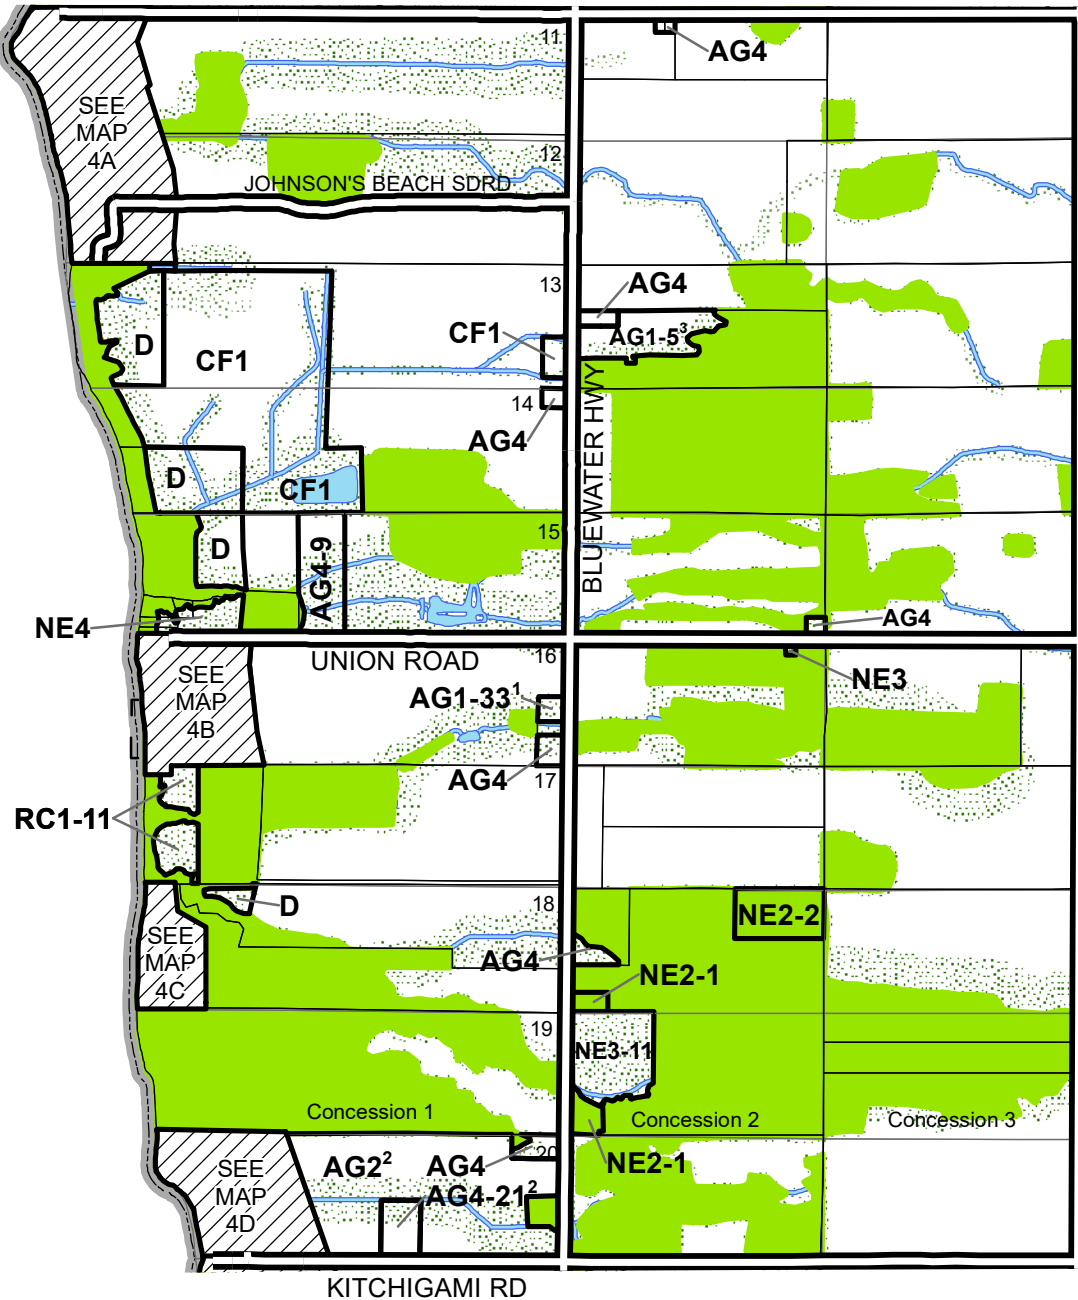 11
AG4
SEE
MAP
4A
12
JOHNSON'S BEACH SDRD
13
AG4
D
CF1
CF1
AG1-5³
14
AG4
BLUEWATER HWY
D
CF1
15
D
AG4-9
NE4
AG4
UNION ROAD
16
SEE
MAP
4B
NE3
AG1-33¹
AG4
17
RC1-11
D
18
NE2-2
SEE
MAP
4C
AG4
NE2-1
19
NE3-11
Concession 1
Concession 2
Concession 3
20
SEE
MAP
4D
AG2²
AG4
NE2-1
AG4-21²
KITCHIGAMI RD